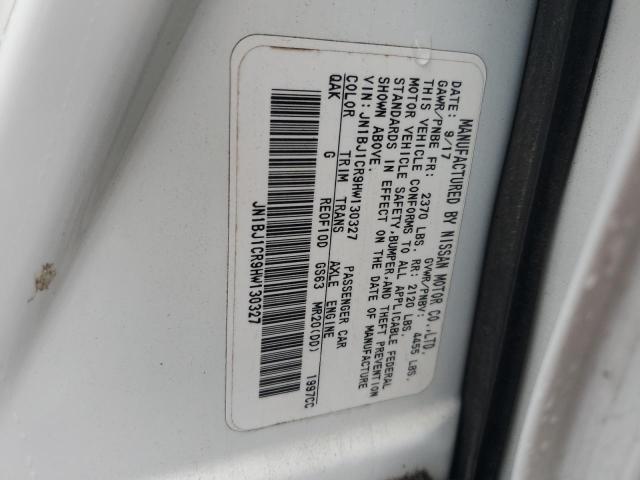 MANUFACTURED BY NISSAN MOTOR CO.,LTD.
DATE: 9/17 GVWR/PNBV: 4455 LBS.
GAWR/PNBE FR: 2370 LBS. RR: 2120 LBS.
THIS VEHICLE CONFORMS TO ALL APPLICABLE FEDERAL
MOTOR VEHICLE SAFETY,BUMPER,AND THEFT PREVENTION
STANDARDS IN EFFECT ON THE DATE OF MANUFACTURE
SHOWN ABOVE.
VIN: JN1BJ1CR9HW130327 PASSENGER CAR
COLOR TRIM TRANS AXLE ENGINE
QAK G RE0F10D GS63 MR20(DD) 1997CC
JN1BJ1CR9HW130327